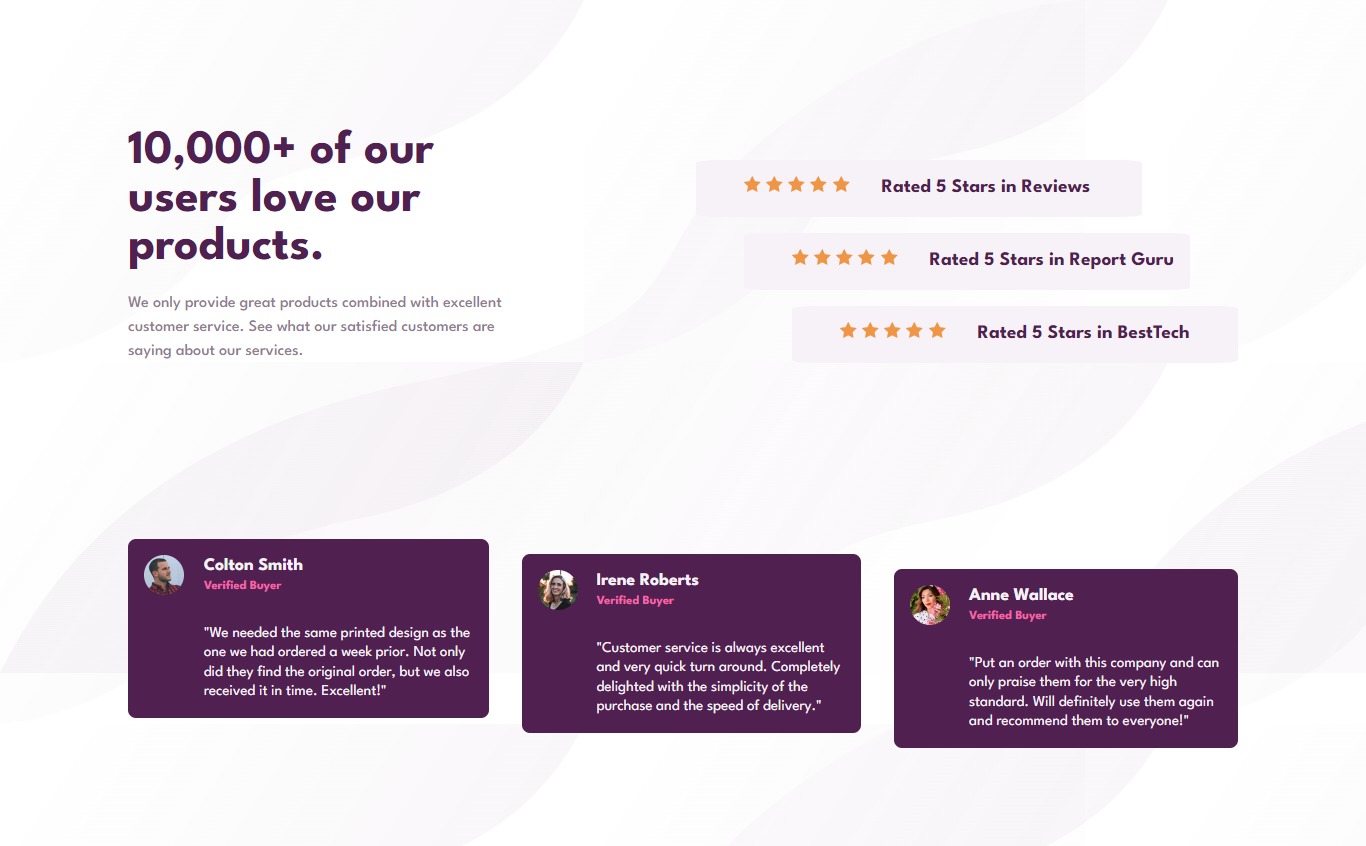 10,000+ of our
users love our
products.
We only provide great products combined with excellent
customer service. See what our satisfied customers are
saying about our services.
Rated 5 Stars in Reviews
Rated 5 Stars in Report Guru
Rated 5 Stars in BestTech
Colton Smith
Verified Buyer
"We needed the same printed design as the
one we had ordered a week prior. Not only
did they find the original order, but we also
received it in time. Excellent!"
Irene Roberts
Verified Buyer
"Customer service is always excellent
and very quick turn around. Completely
delighted with the simplicity of the
purchase and the speed of delivery."
Anne Wallace
Verified Buyer
"Put an order with this company and can
only praise them for the very high
standard. Will definitely use them again
and recommend them to everyone!"